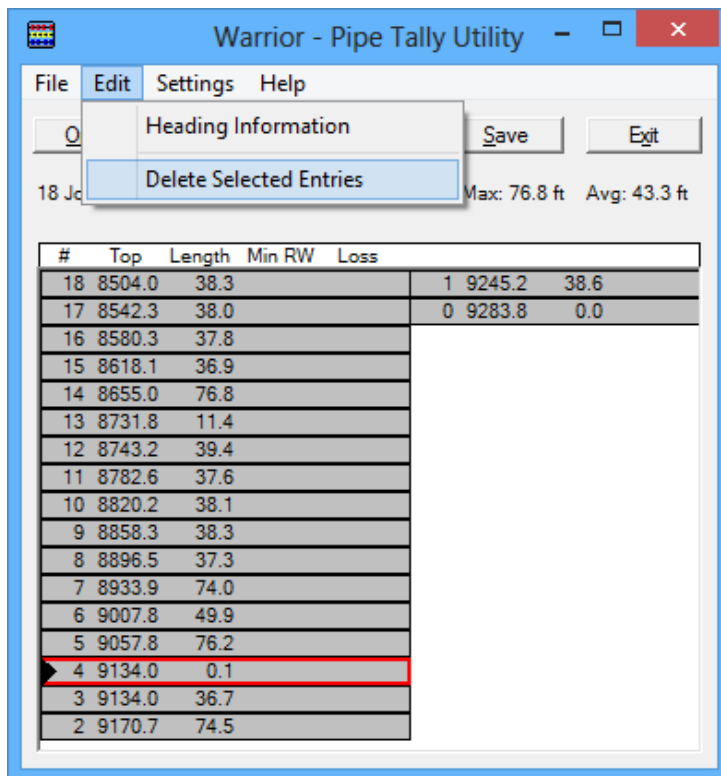 Warrior - Pipe Tally Utility
File Edit Settings Help
Heading Information
Delete Selected Entries
O
Save
Exit
18 Jo
Max: 76.8 ft Avg: 43.3 ft
# Top Length Min RW Loss
18 8504.0 38.3
17 8542.3 38.0
16 8580.3 37.8
15 8618.1 36.9
14 8655.0 76.8
13 8731.8 11.4
12 8743.2 39.4
11 8782.6 37.6
10 8820.2 38.1
9 8858.3 38.3
8 8896.5 37.3
7 8933.9 74.0
6 9007.8 49.9
5 9057.8 76.2
4 9134.0 0.1
3 9134.0 36.7
2 9170.7 74.5
1 9245.2 38.6
0 9283.8 0.0